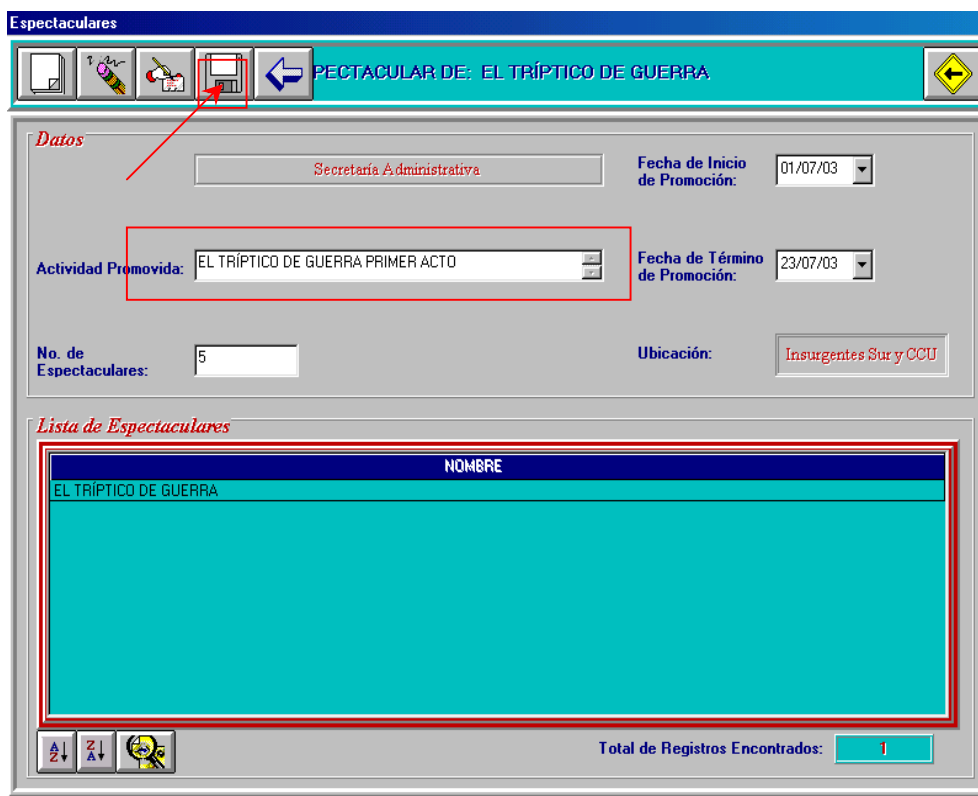 Espectaculares
PECTACULAR DE: EL TRÍPTICO DE GUERRA
Datos
Secretaría Administrativa
Fecha de Inicio
de Promoción:
01/07/03
Actividad Promovida:
EL TRÍPTICO DE GUERRA PRIMER ACTO
Fecha de Término
de Promoción:
23/07/03
No. de
Espectaculares:
5
Ubicación:
Insurgentes Sur y CCU
Lista de Espectaculares
NOMBRE
EL TRÍPTICO DE GUERRA
A
Z
Z
A
Total de Registros Encontrados:
1